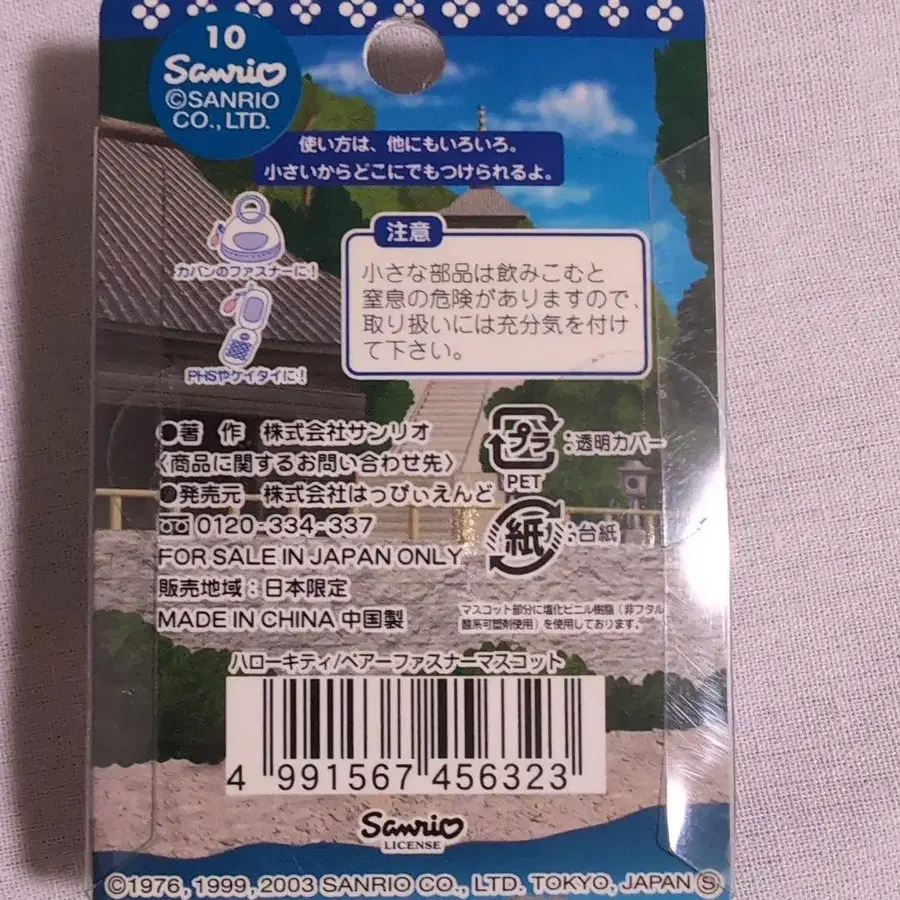 10
Sanrio
©SANRIO
CO., LTD.
使い方は、他にもいろいろ。
小さいからどこにでもつけられるよ。
カバンのファスナーに!
PHSやケイタイに!
注意
小さな部品は飲みこむと
窒息の危険がありますので、
取り扱いには充分気を付け
て下さい。
●著 作 株式会社サンリオ
〈商品に関するお問い合わせ先〉
●発売元 株式会社はっぴぃえんど
0120-334-337
FOR SALE IN JAPAN ONLY
販売地域:日本限定
MADE IN CHINA 中国製
プラ:透明カバー
PET
紙:台紙
マスコット部分に塩化ビニル樹脂(非フタル
酸系可塑剤使用)を使用しております。
ハローキティ/ペアーファスナーマスコット
4 991567 456323
Sanrio
LICENSE
©1976, 1999, 2003 SANRIO CO., LTD. TOKYO, JAPAN Ⓢ